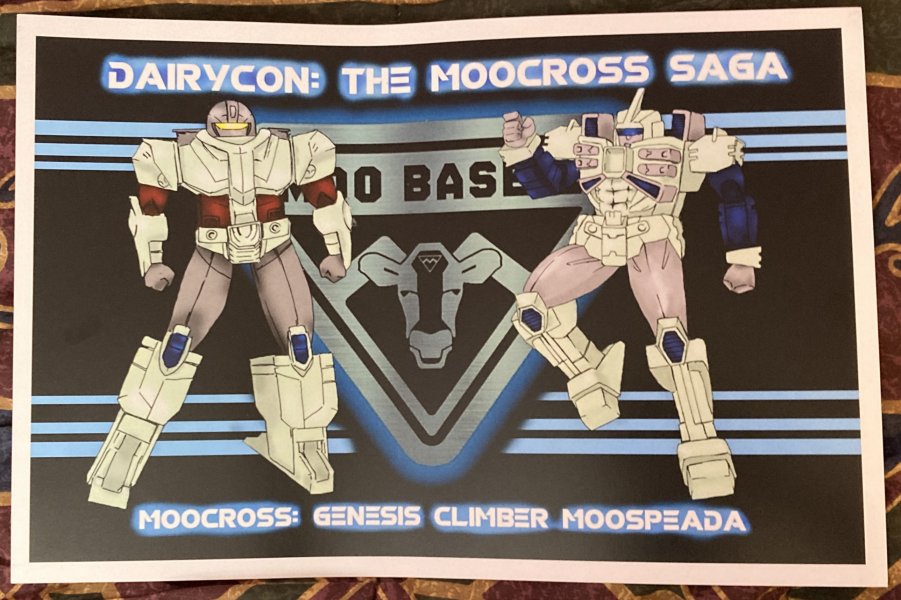 DAIRYCON: THE MOOCROSS SAGA
MOO BASE
MOOCROSS: GENESIS CLIMBER MOOSPEADA